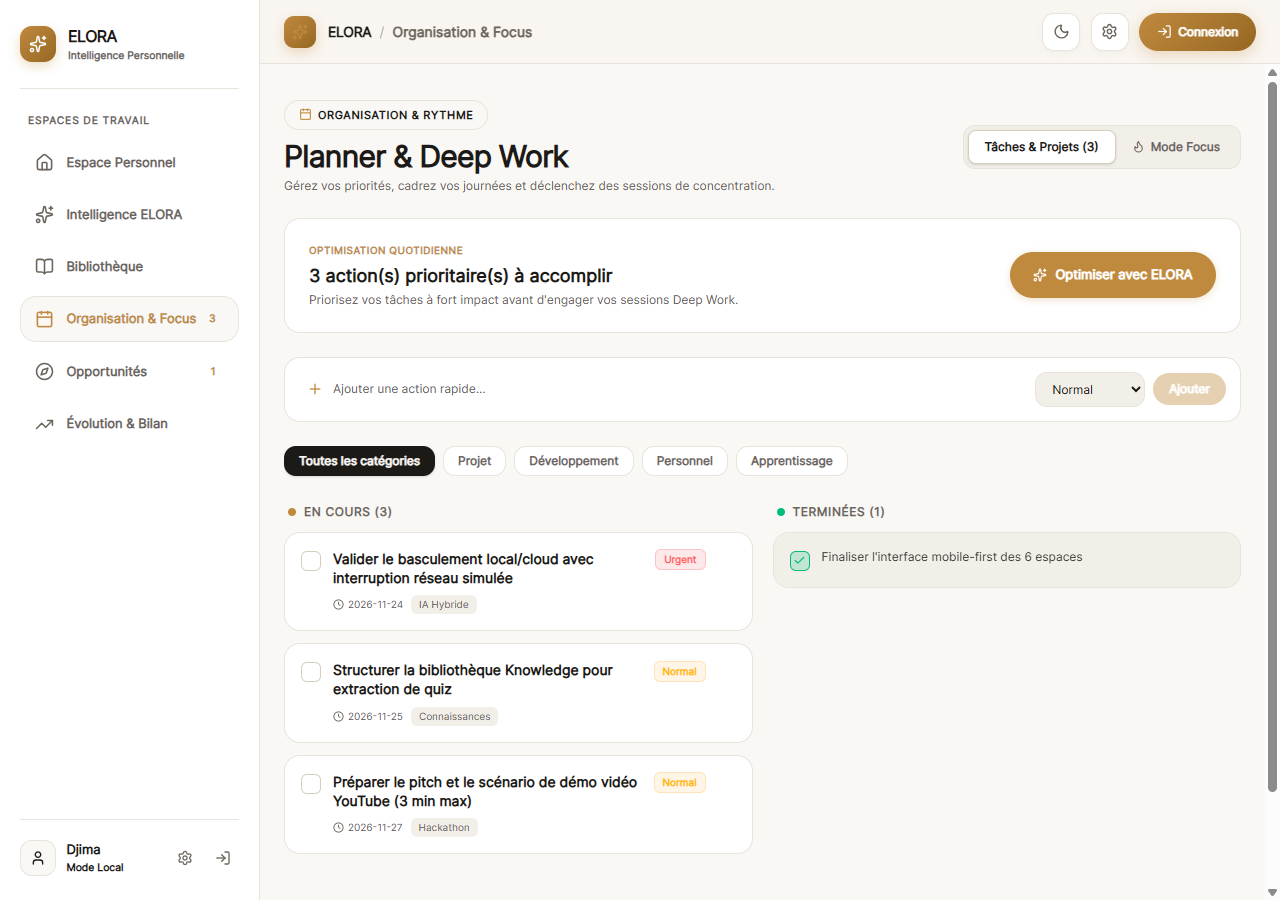 ELORA
Intelligence Personnelle
ESPACES DE TRAVAIL
Espace Personnel
Intelligence ELORA
Bibliothèque
Organisation & Focus 3
Opportunités 1
Évolution & Bilan
Djima
Mode Local
ELORA / Organisation & Focus
Connexion
ORGANISATION & RYTHME
Planner & Deep Work
Gérez vos priorités, cadrez vos journées et déclenchez des sessions de concentration.
Tâches & Projets (3)
Mode Focus
OPTIMISATION QUOTIDIENNE
3 action(s) prioritaire(s) à accomplir
Priorisez vos tâches à fort impact avant d'engager vos sessions Deep Work.
Optimiser avec ELORA
Ajouter une action rapide...
Normal
Ajouter
Toutes les catégories
Projet
Développement
Personnel
Apprentissage
EN COURS (3)
Valider le basculement local/cloud avec
interruption réseau simulée
Urgent
2026-11-24
IA Hybride
Structurer la bibliothèque Knowledge pour
extraction de quiz
Normal
2026-11-25
Connaissances
Préparer le pitch et le scénario de démo vidéo
YouTube (3 min max)
Normal
2026-11-27
Hackathon
TERMINÉES (1)
Finaliser l'interface mobile-first des 6 espaces